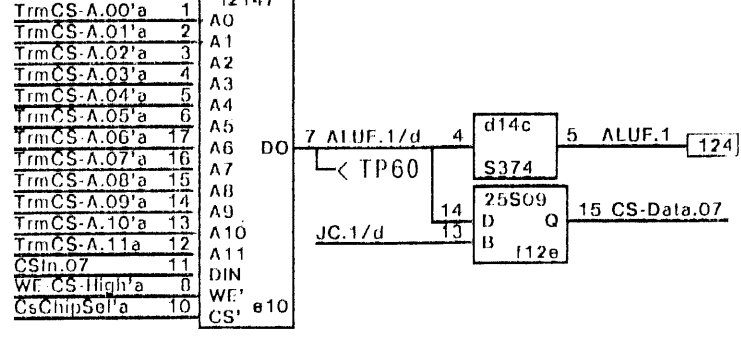 12147
TrmCS-A.00'a 1 A0
TrmCS-A.01'a 2 A1
TrmCS-A.02'a 3 A2
TrmCS-A.03'a 4 A3
TrmCS-A.04'a 5 A4
TrmCS-A.05'a 6 A5
TrmCS-A.06'a 17 A6 DO 7 ALUF.1/d 4 d14c 5 ALUF.1 124
TrmCS-A.07'a 16 A7 < TP60 S374
TrmCS-A.08'a 15 A8 25S09
TrmCS-A.09'a 14 A9 14 D Q 15 CS-Data.07
TrmCS-A.10'a 13 A10 JC.1/d 13 B
TrmCS-A.11a 12 A11 f12e
CSIn.07 11 DIN
WE-CS-High'a 8 WE'
CsChipSel'a 10 CS' e10